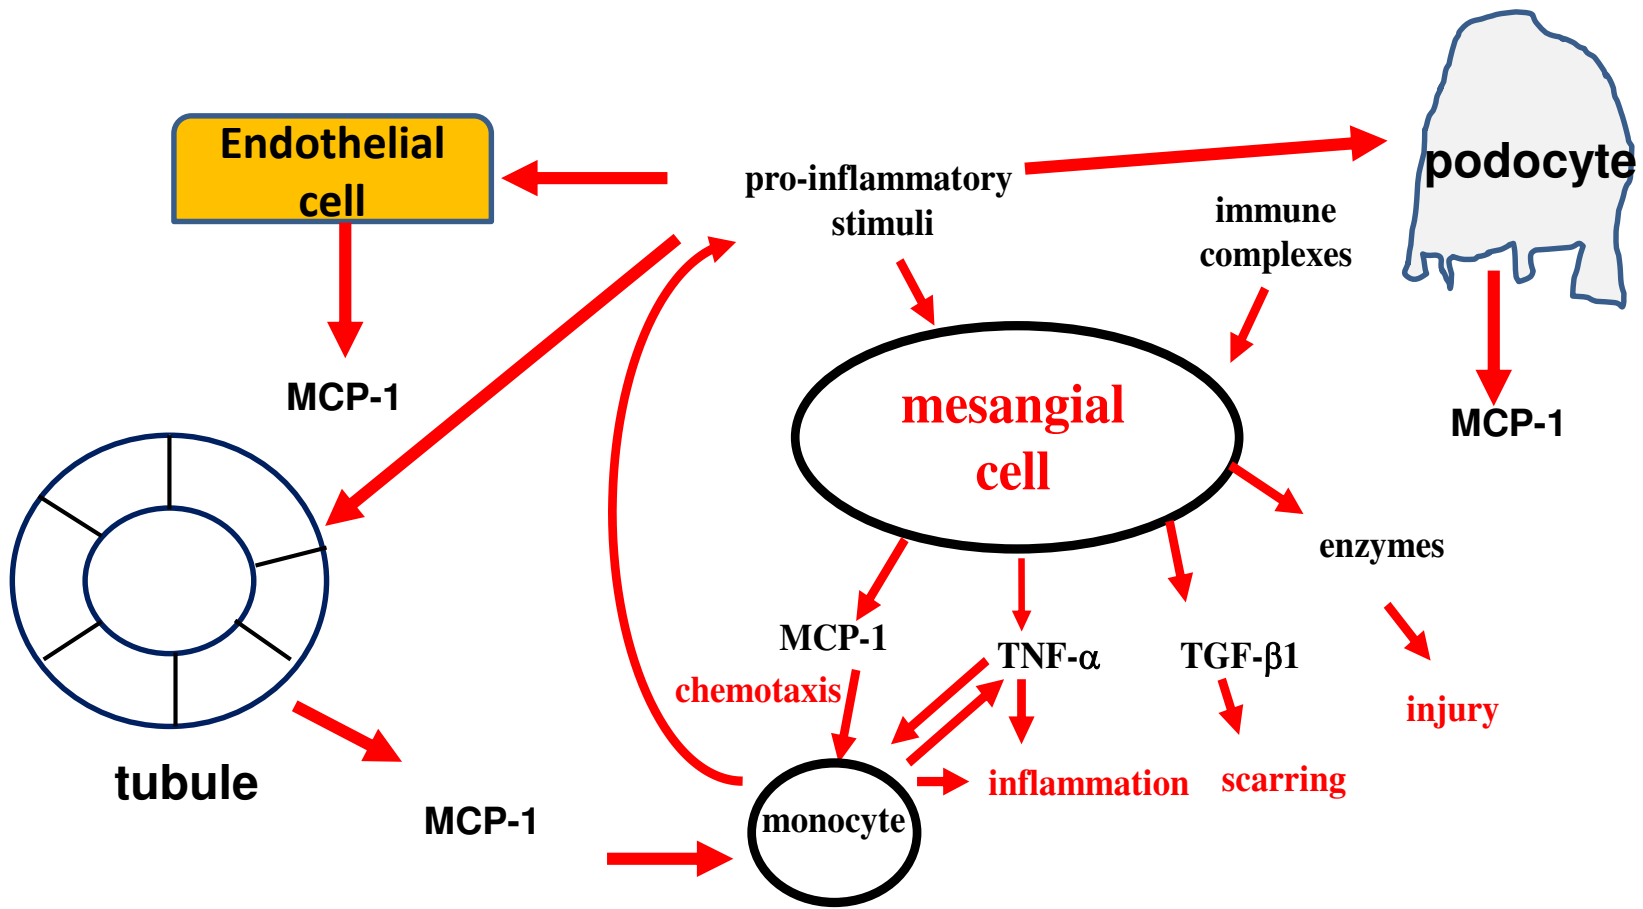 Endothelial
cell
pro-inflammatory
stimuli
podocyte
immune
complexes
MCP-1
mesangial
cell
MCP-1
enzymes
MCP-1
TNF-α
TGF-β1
chemotaxis
injury
tubule
inflammation
scarring
MCP-1
monocyte